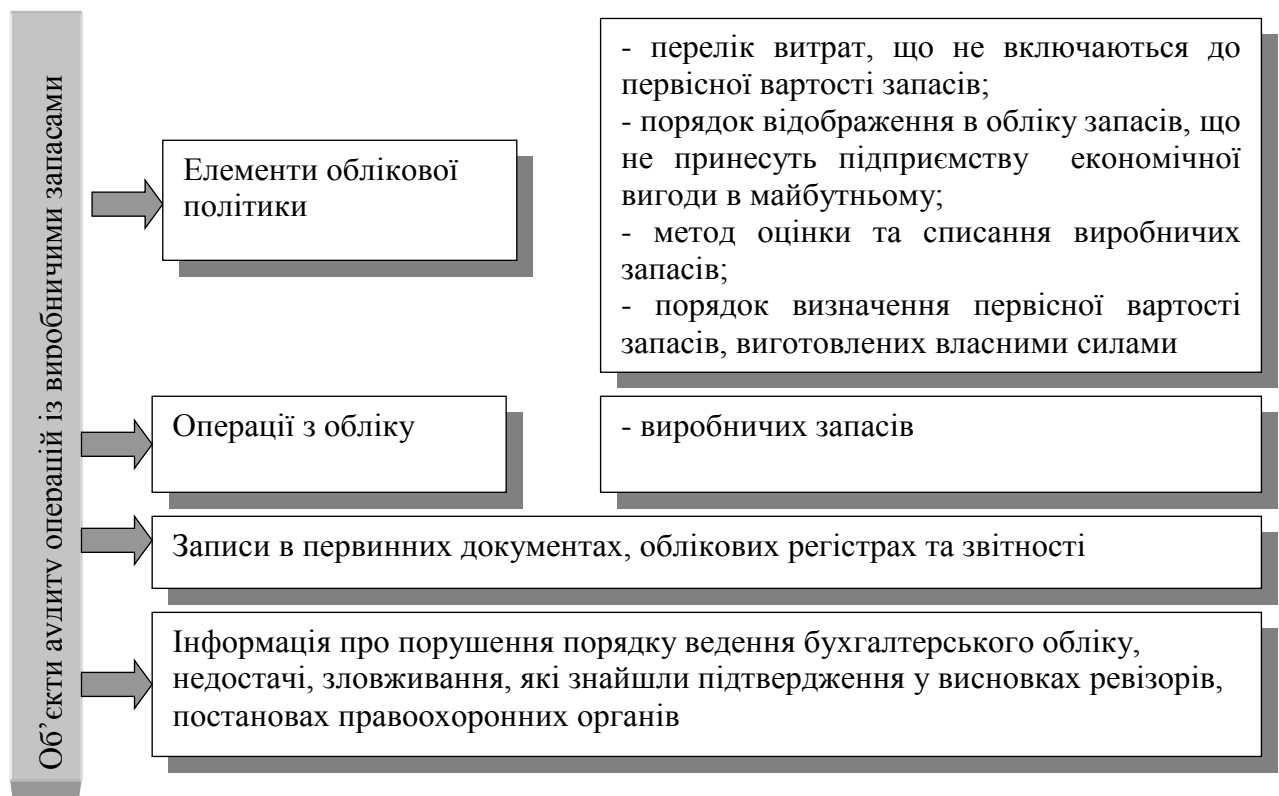 Об’єкти аудиту операцій із виробничими запасами
Елементи облікової
політики
- перелік витрат, що не включаються до
первісної вартості запасів;
- порядок відображення в обліку запасів, що
не принесуть підприємству економічної
вигоди в майбутньому;
- метод оцінки та списання виробничих
запасів;
- порядок визначення первісної вартості
запасів, виготовлених власними силами
Операції з обліку
- виробничих запасів
Записи в первинних документах, облікових регістрах та звітності
Інформація про порушення порядку ведення бухгалтерського обліку,
недостачі, зловживання, які знайшли підтвердження у висновках ревізорів,
постановах правоохоронних органів